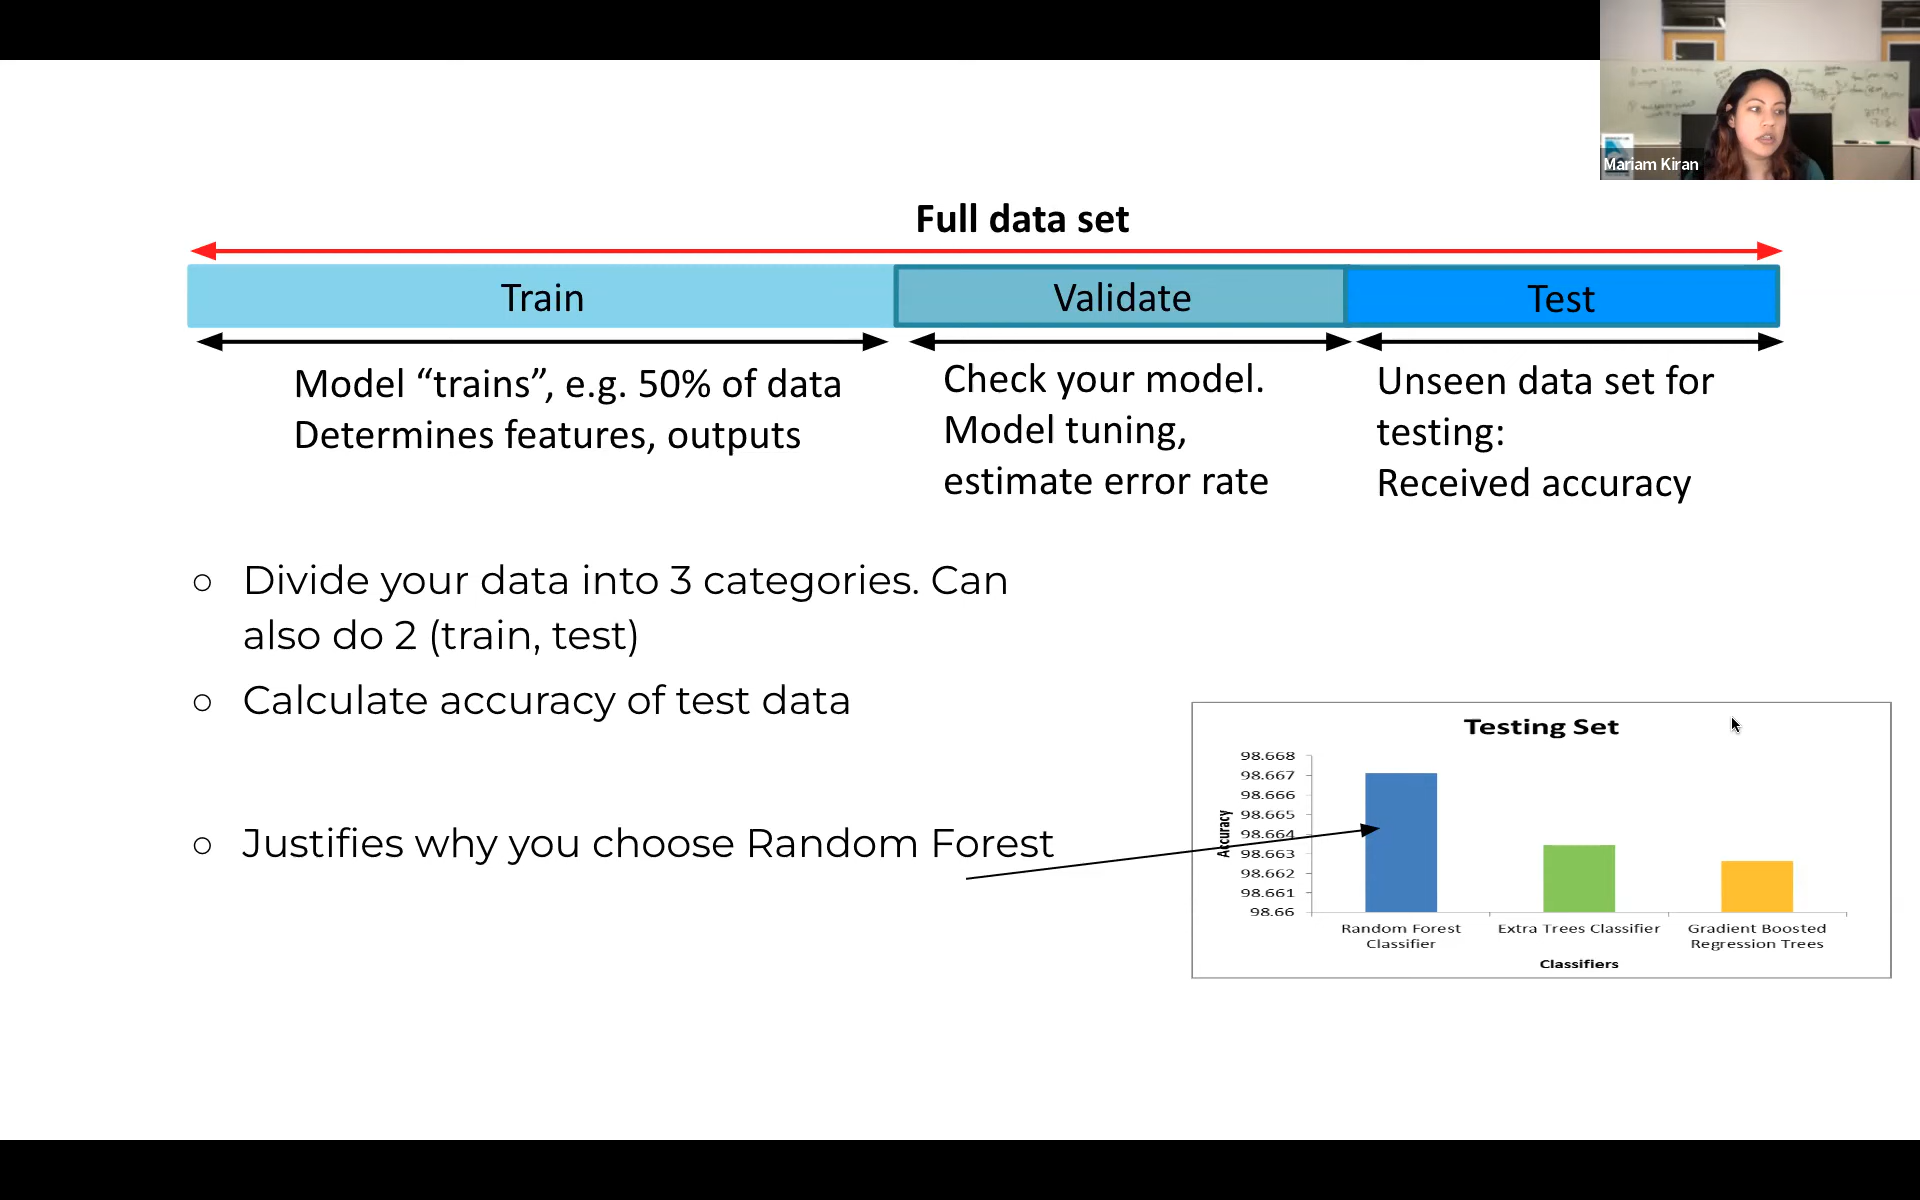 Mariam Kiran
Full data set
Train
Validate
Test
Model “trains”, e.g. 50% of data
Determines features, outputs
Check your model.
Model tuning,
estimate error rate
Unseen data set for
testing:
Received accuracy
Divide your data into 3 categories. Can
also do 2 (train, test)
Calculate accuracy of test data
Justifies why you choose Random Forest
Testing Set
98.668
98.667
98.666
98.665
98.664
98.663
98.662
98.661
98.66
Accuracy
Random Forest
Classifier
Extra Trees Classifier
Gradient Boosted
Regression Trees
Classifiers